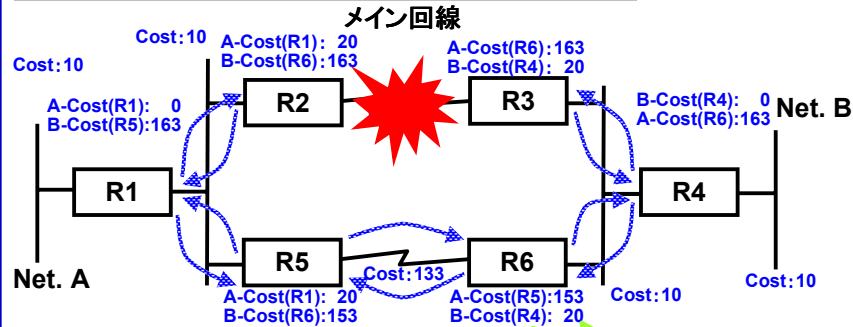 メイン回線
Cost:10
Cost:10
A-Cost(R1): 20
B-Cost(R6):163
A-Cost(R6):163
B-Cost(R4): 20
A-Cost(R1): 0
B-Cost(R5):163
R2
R3
B-Cost(R4): 0
A-Cost(R6):163
Net. B
R1
R4
R5
R6
Cost:133
Net. A
A-Cost(R1): 20
B-Cost(R6):153
A-Cost(R5):153
B-Cost(R4): 20
Cost:10
Cost:10